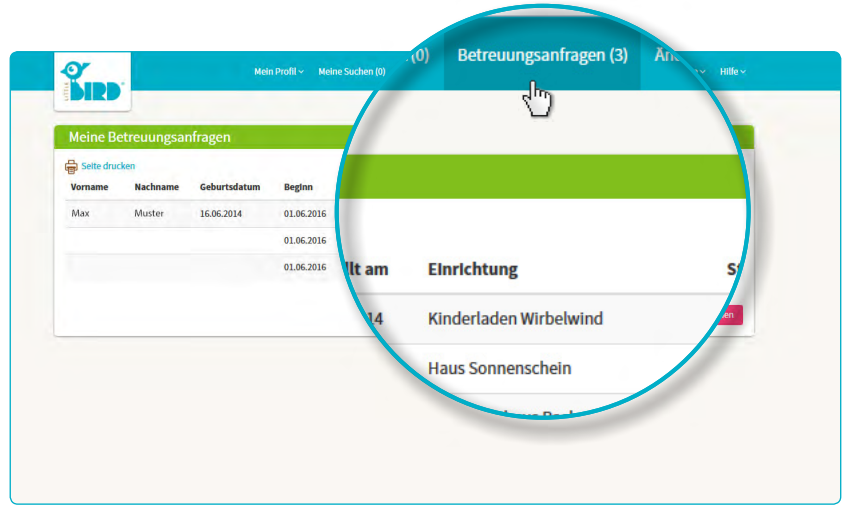 LITTLE BIRD
Mein Profil Meine Suchen (0) (0) Betreuungsanfragen (3) Hilfe
Meine Betreuungsanfragen
Seite drucken
Vorname Nachname Geburtsdatum Beginn llt am Einrichtung
Max Muster 16.06.2014 01.06.2016 14 Kinderladen Wirbelwind
01.06.2016 Haus Sonnenschein
01.06.2016